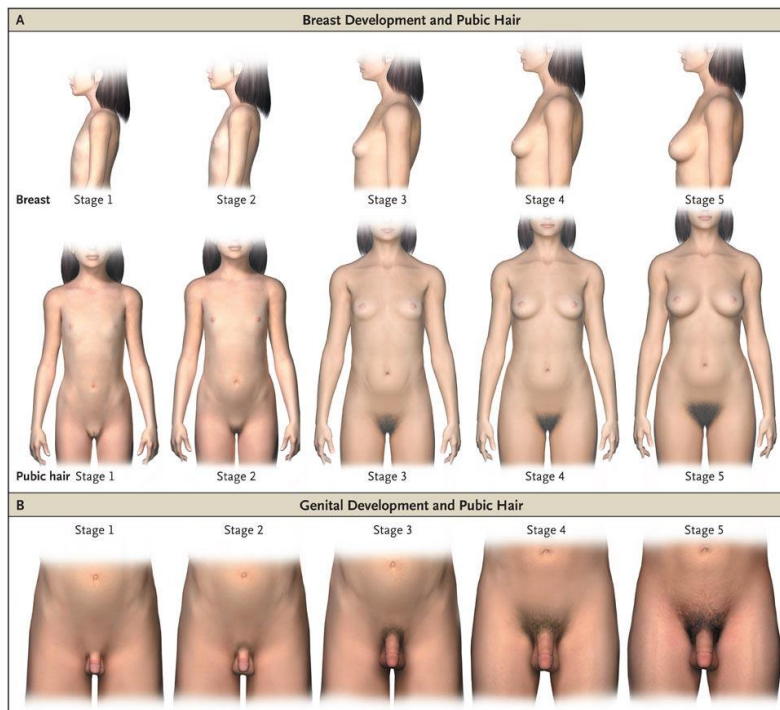 A Breast Development and Pubic Hair
Breast Stage 1 Stage 2 Stage 3 Stage 4 Stage 5
Pubic hair Stage 1 Stage 2 Stage 3 Stage 4 Stage 5
B Genital Development and Pubic Hair
Stage 1 Stage 2 Stage 3 Stage 4 Stage 5